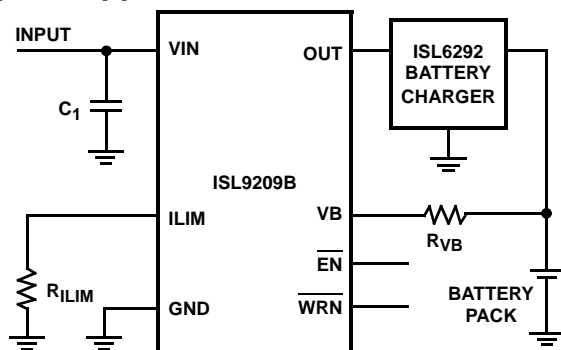 INPUT
VIN
OUT
ISL6292
BATTERY
CHARGER
C1
ISL9209B
ILIM
VB
RVB
EN
RILIM
GND
WRN
BATTERY
PACK